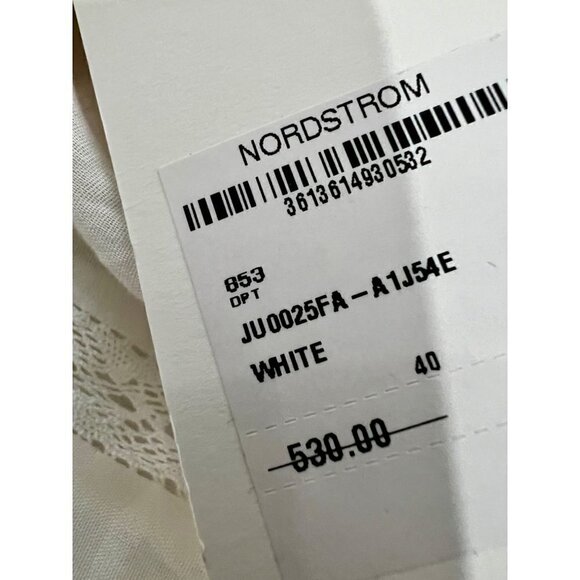 NORDSTROM
3613614930532
853
DPT
JU0025FA-A1J54E
WHITE 40
530.00